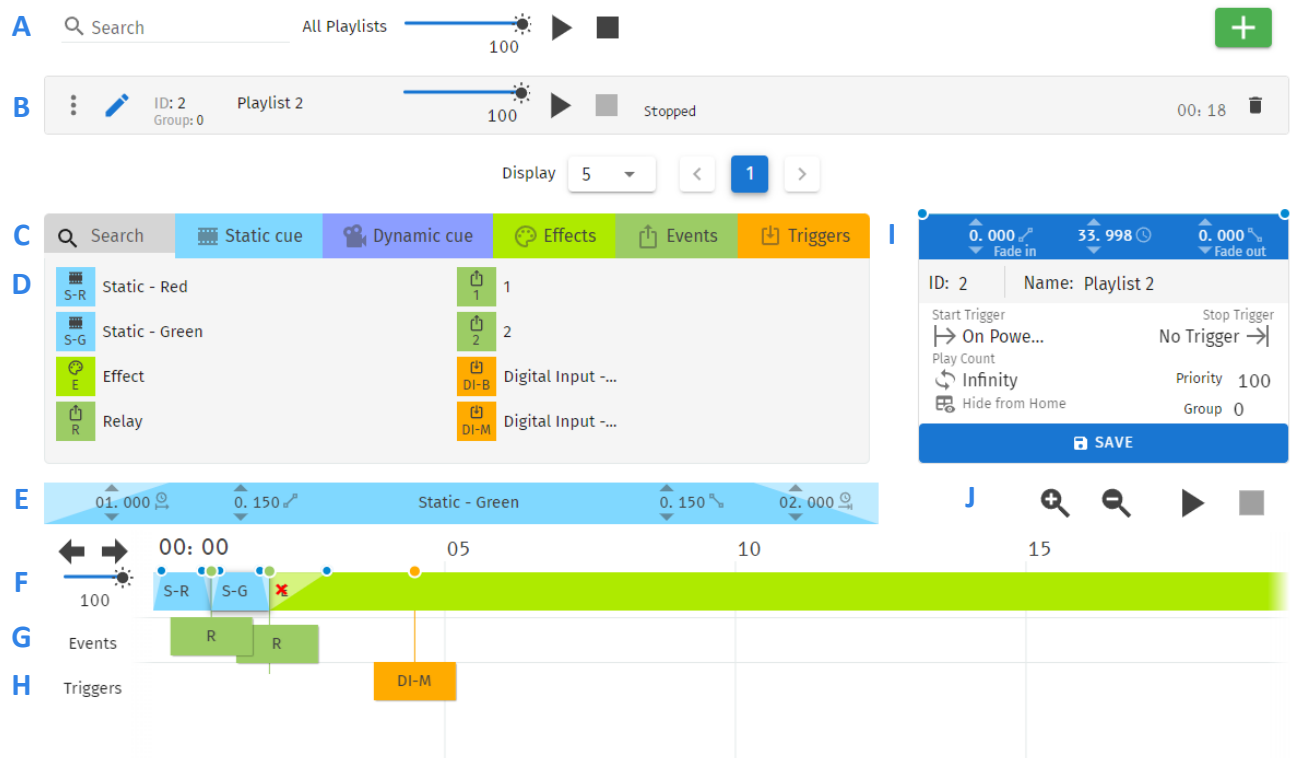 A Search All Playlists 100
B ID: 2 Group: 0 Playlist 2 100 Stopped 00: 18
Display 5 1
C Search Static cue Dynamic cue Effects Events Triggers
D S-R Static - Red 1 1
S-G Static - Green 2 2
E Effect DI-B Digital Input -...
R Relay DI-M Digital Input -...
I 0. 000 33. 998 0. 000
Fade in Fade out
ID: 2 Name: Playlist 2
Start Trigger Stop Trigger
On Powe... No Trigger
Play Count
Infinity Priority 100
Hide from Home Group 0
SAVE
E 01. 000 0. 150 Static - Green 0. 150 02. 000 J
00: 00 05 10 15
F 100 S-R S-G
G Events R R
H Triggers DI-M